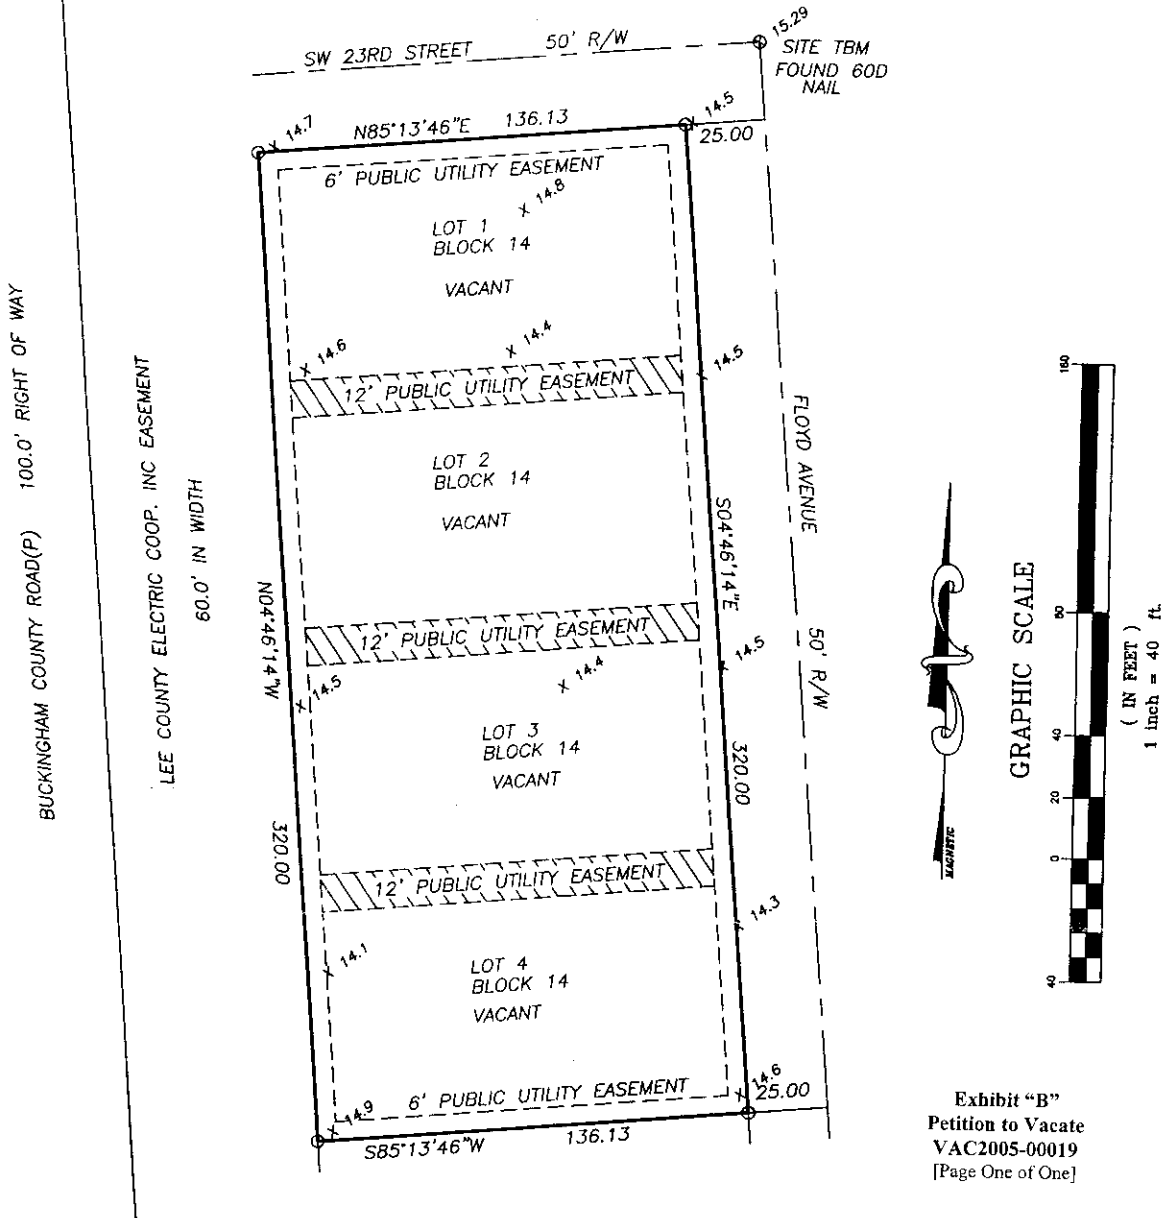 SW 23RD STREET 50' R/W
15.29
SITE TBM
FOUND 60D
NAIL
14.7
N85°13'46"E 136.13
14.5
25.00
6' PUBLIC UTILITY EASEMENT
14.8
LOT 1
BLOCK 14
VACANT
14.6
14.4
14.5
12' PUBLIC UTILITY EASEMENT
LOT 2
BLOCK 14
VACANT
12' PUBLIC UTILITY EASEMENT
14.5
14.4
14.5
LOT 3
BLOCK 14
VACANT
12' PUBLIC UTILITY EASEMENT
14.3
14.1
LOT 4
BLOCK 14
VACANT
6' PUBLIC UTILITY EASEMENT
14.9
14.6
25.00
S85°13'46"W 136.13
N04°46'14"W
320.00
S04°46'14"E
320.00
FLOYD AVENUE
50' R/W
BUCKINGHAM COUNTY ROAD(P) 100.0' RIGHT OF WAY
LEE COUNTY ELECTRIC COOP. INC EASEMENT
60.0' IN WIDTH
MAGNETIC
GRAPHIC SCALE
40
0
20
40
80
160
( IN FEET )
1 inch = 40 ft.
Exhibit “B”
Petition to Vacate
VAC2005-00019
[Page One of One]